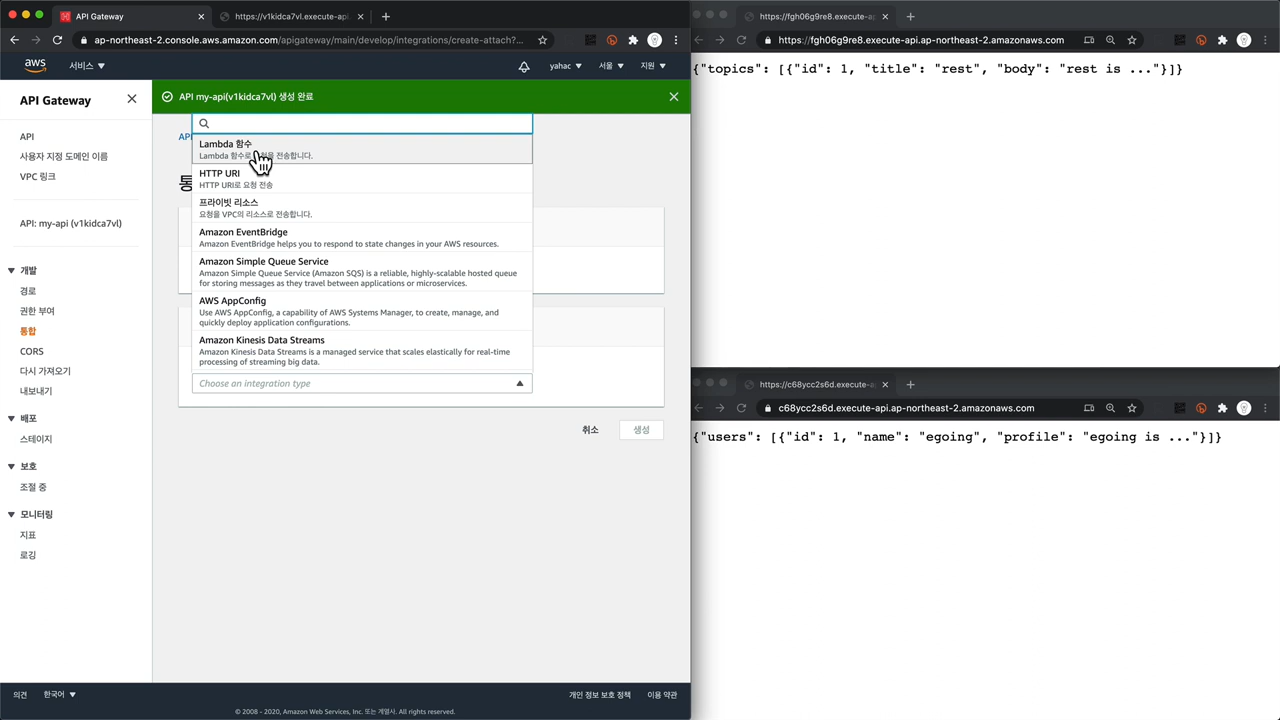 API Gateway
https://v1kidca7vl.execute-api.
ap-northeast-2.console.aws.amazon.com/apigateway/main/develop/integrations/create-attach?...
aws
서비스
yahac
서울
지원
API Gateway
API
사용자 지정 도메인 이름
VPC 링크
API: my-api (v1kidca7vl)
개발
경로
권한 부여
통합
CORS
다시 가져오기
내보내기
배포
스테이지
보호
조절 중
모니터링
지표
로깅
API my-api(v1kidca7vl) 생성 완료
API
통
Lambda 함수
Lambda 함수로 요청을 전송합니다.
HTTP URI
HTTP URI로 요청 전송
프라이빗 리소스
요청을 VPC의 리소스로 전송합니다.
Amazon EventBridge
Amazon EventBridge helps you to respond to state changes in your AWS resources.
Amazon Simple Queue Service
Amazon Simple Queue Service (Amazon SQS) is a reliable, highly-scalable hosted queue
for storing messages as they travel between applications or microservices.
AWS AppConfig
Use AWS AppConfig, a capability of AWS Systems Manager, to create, manage, and
quickly deploy application configurations.
Amazon Kinesis Data Streams
Amazon Kinesis Data Streams is a managed service that scales elastically for real-time
processing of streaming big data.
Choose an integration type
취소
생성
의견
한국어
개인 정보 보호 정책
이용 약관
© 2008 - 2020, Amazon Web Services, Inc. 또는 계열사. All rights reserved.
https://fgh06g9re8.execute-ap
https://fgh06g9re8.execute-api.ap-northeast-2.amazonaws.com
{"topics": [{"id": 1, "title": "rest", "body": "rest is ..."}]}
https://c68ycc2s6d.execute-a
c68ycc2s6d.execute-api.ap-northeast-2.amazonaws.com
{"users": [{"id": 1, "name": "egoing", "profile": "egoing is ..."}]}